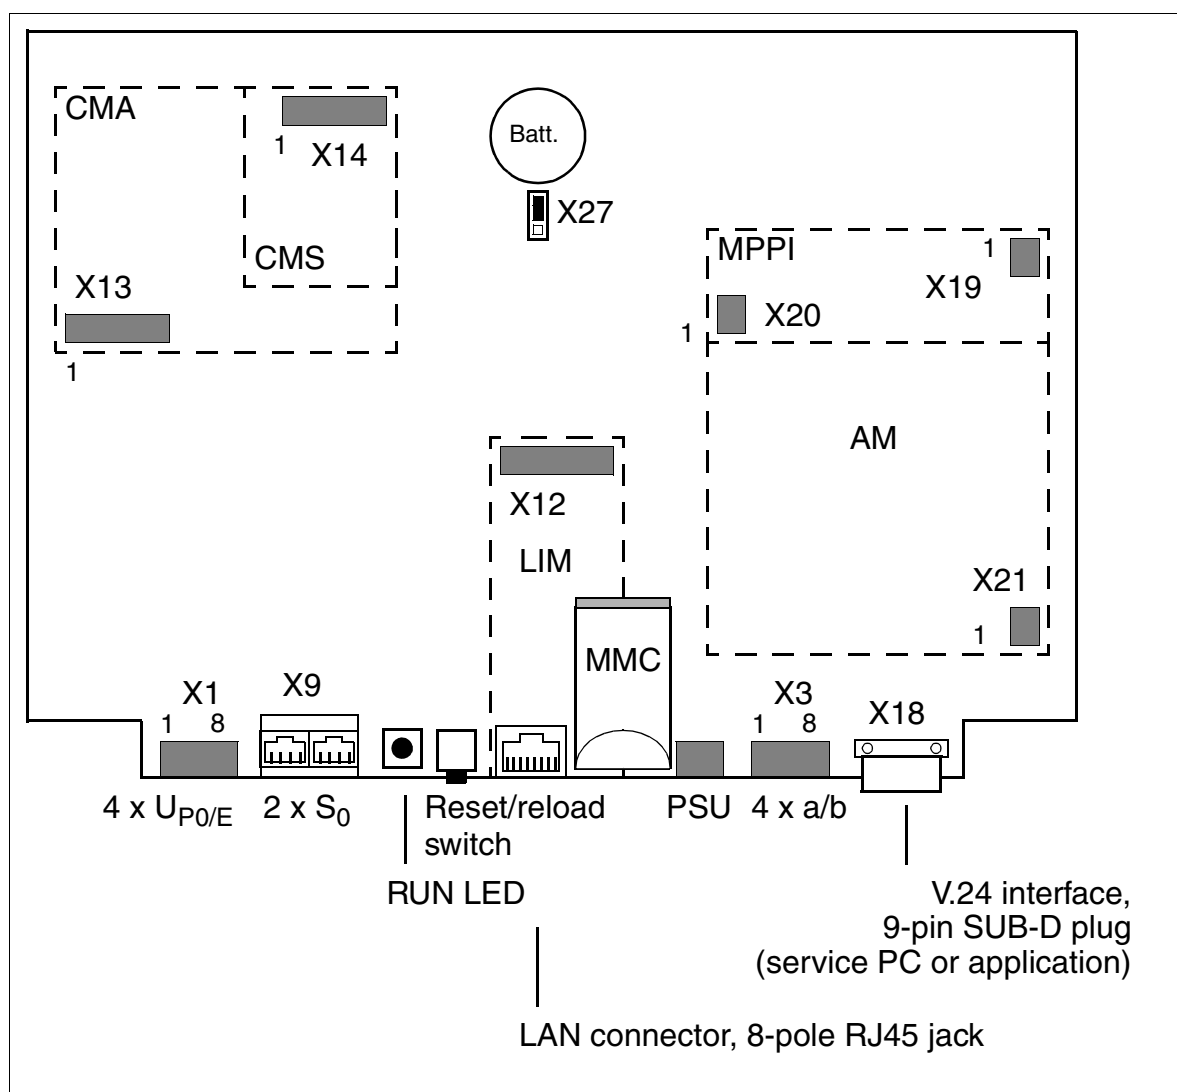 CMA
1
X14
Batt.
X27
CMS
X13
1
MPPI
1
X19
X20
1
AM
X12
LIM
X21
1
MMC
X1
1 8
X9
X3
1 8
X18
4 x UP0/E
2 x S0
Reset/reload
switch
PSU
4 x a/b
RUN LED
V.24 interface,
9-pin SUB-D plug
(service PC or application)
LAN connector, 8-pole RJ45 jack